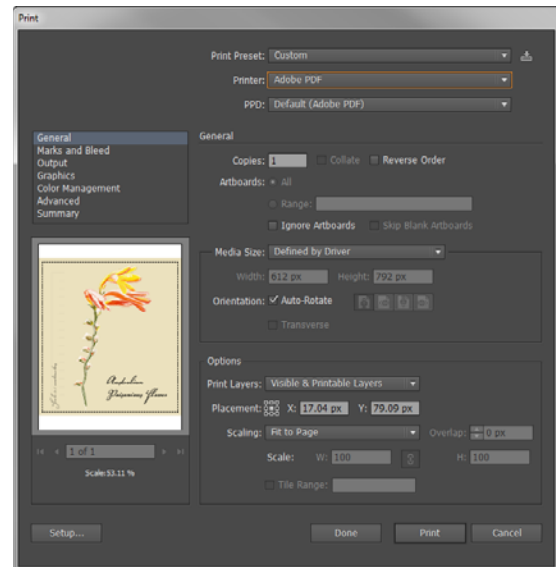 Print
Print Preset: Custom
Printer: Adobe PDF
PPD: Default (Adobe PDF)
General
Marks and Bleed
Output
Graphics
Color Management
Advanced
Summary
General
Copies: 1 Collate Reverse Order
Artboards: All
Range:
Ignore Artboards Skip Blank Artboards
Media Size: Defined by Driver
Width: 612 px Height: 792 px
Orientation: Auto-Rotate
Transverse
Australian
Poisonous Flower
1 of 1
Scale:53.11 %
Options
Print Layers: Visible & Printable Layers
Placement: X: 17.04 px Y: 79.09 px
Scaling: Fit to Page Overlap: 0 px
Scale: W: 100 H: 100
Tile Range:
Setup... Done Print Cancel